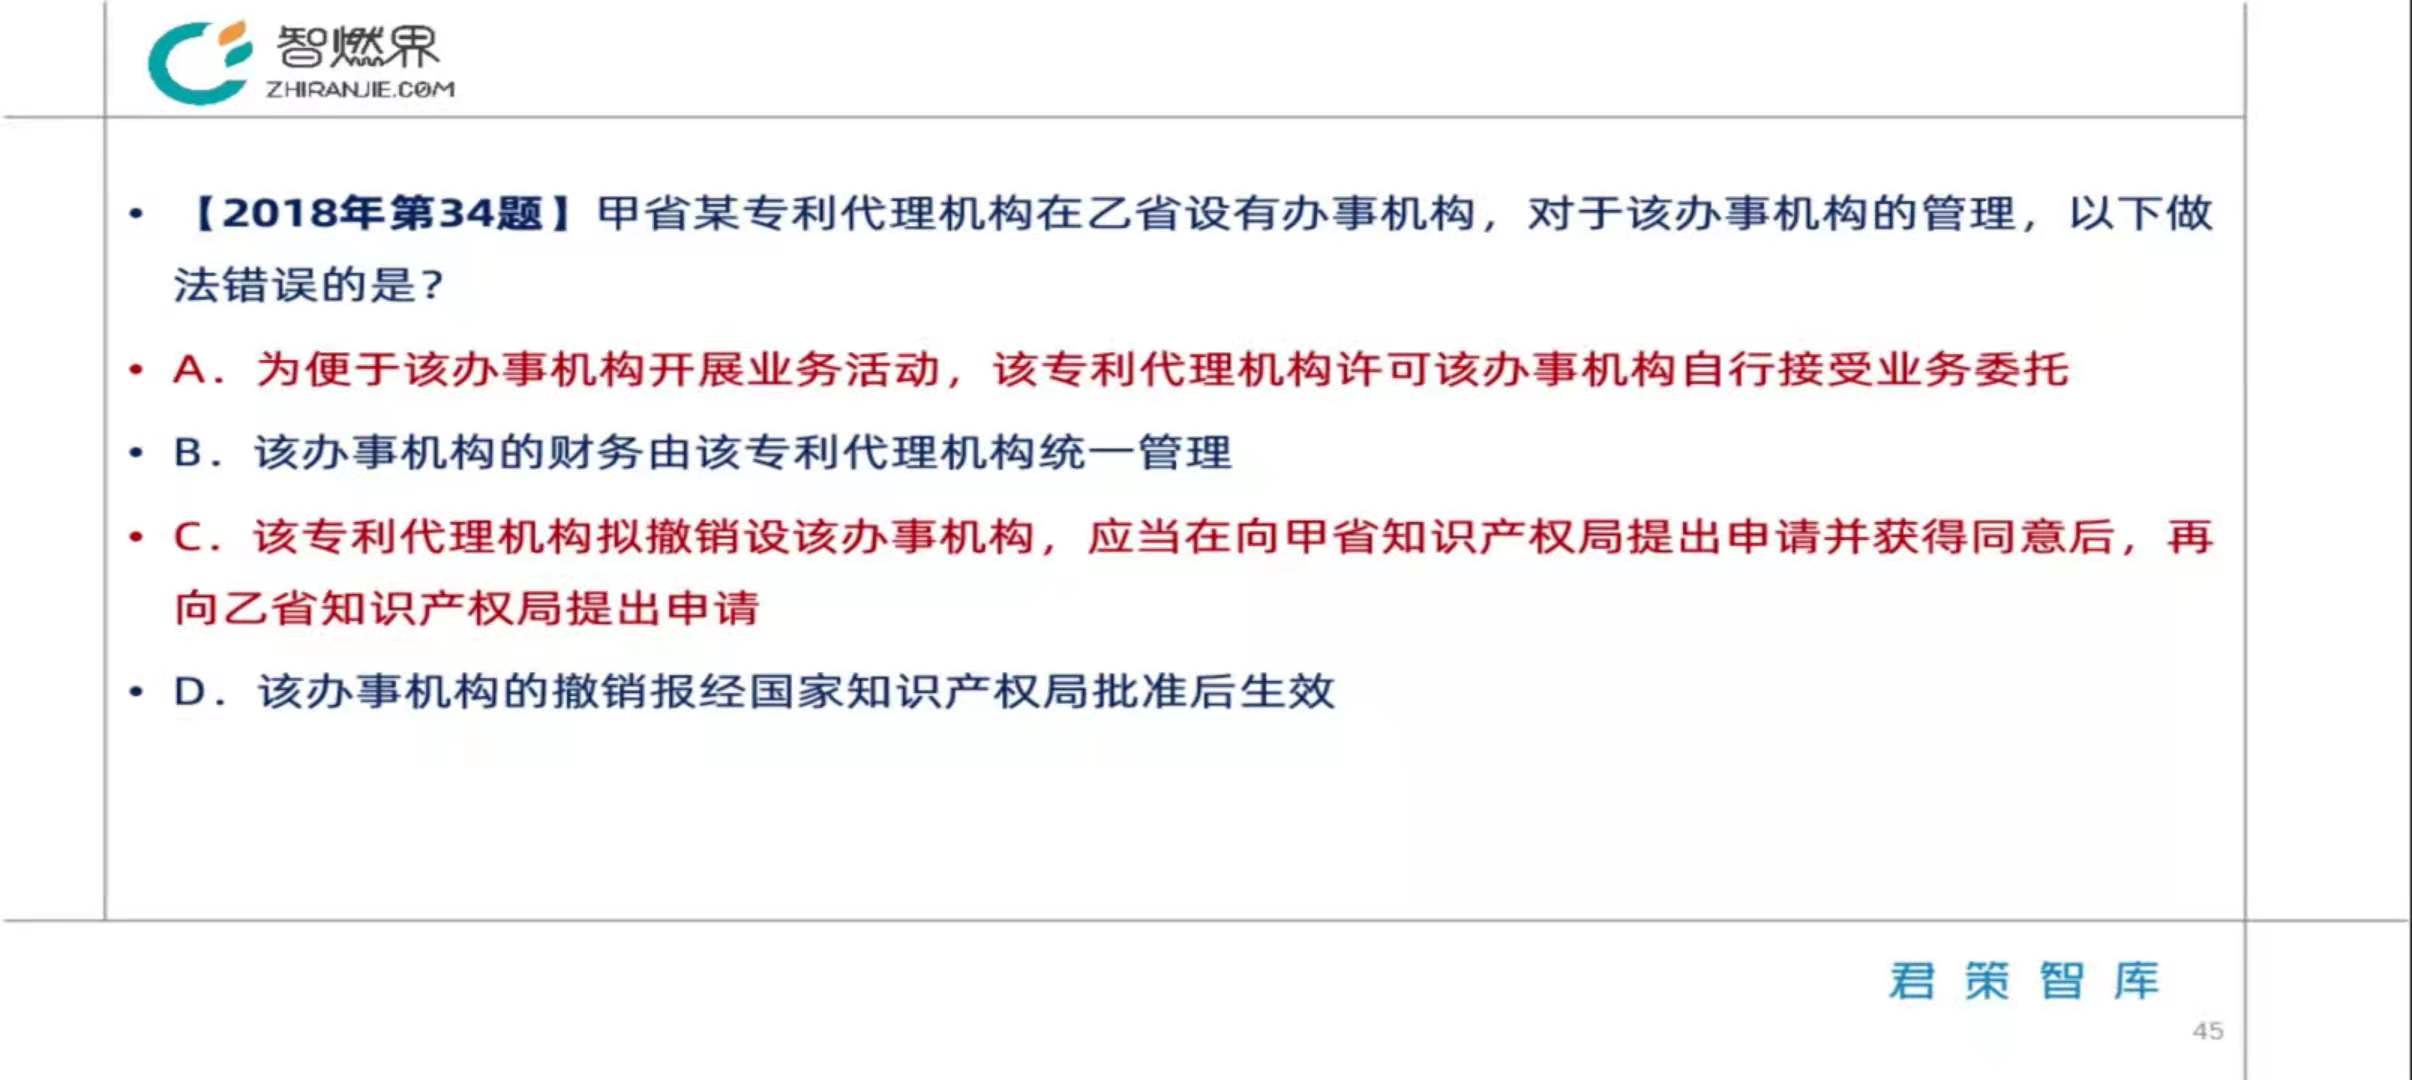 智燃界
ZHIRANJIE.COM
• 【2018年第34题】甲省某专利代理机构在乙省设有办事机构，对于该办事机构的管理，以下做
法错误的是？
• A．为便于该办事机构开展业务活动，该专利代理机构许可该办事机构自行接受业务委托
• B．该办事机构的财务由该专利代理机构统一管理
• C．该专利代理机构拟撤销设该办事机构，应当在向甲省知识产权局提出申请并获得同意后，再
向乙省知识产权局提出申请
• D．该办事机构的撤销报经国家知识产权局批准后生效
君策智库
45